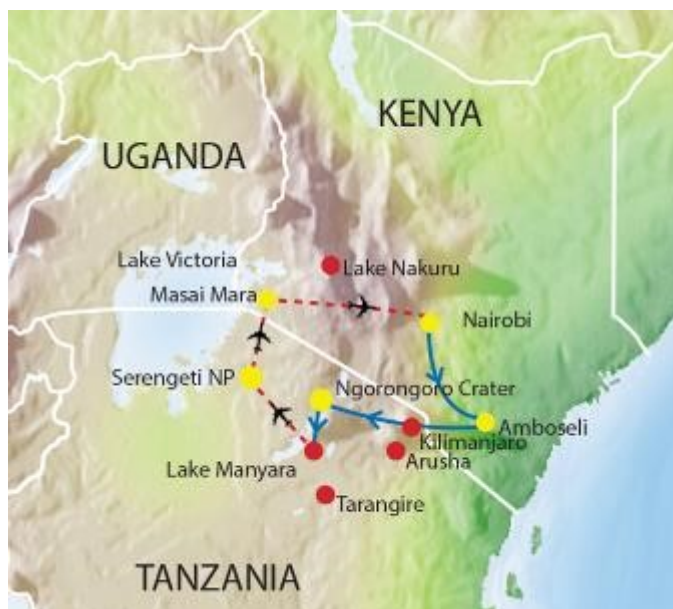 KENYA
UGANDA
Lake Victoria
Lake Nakuru
Masai Mara
Nairobi
Serengeti NP
Ngorongoro Crater
Amboseli
Kilimanjaro
Arusha
Lake Manyara
Tarangire
TANZANIA